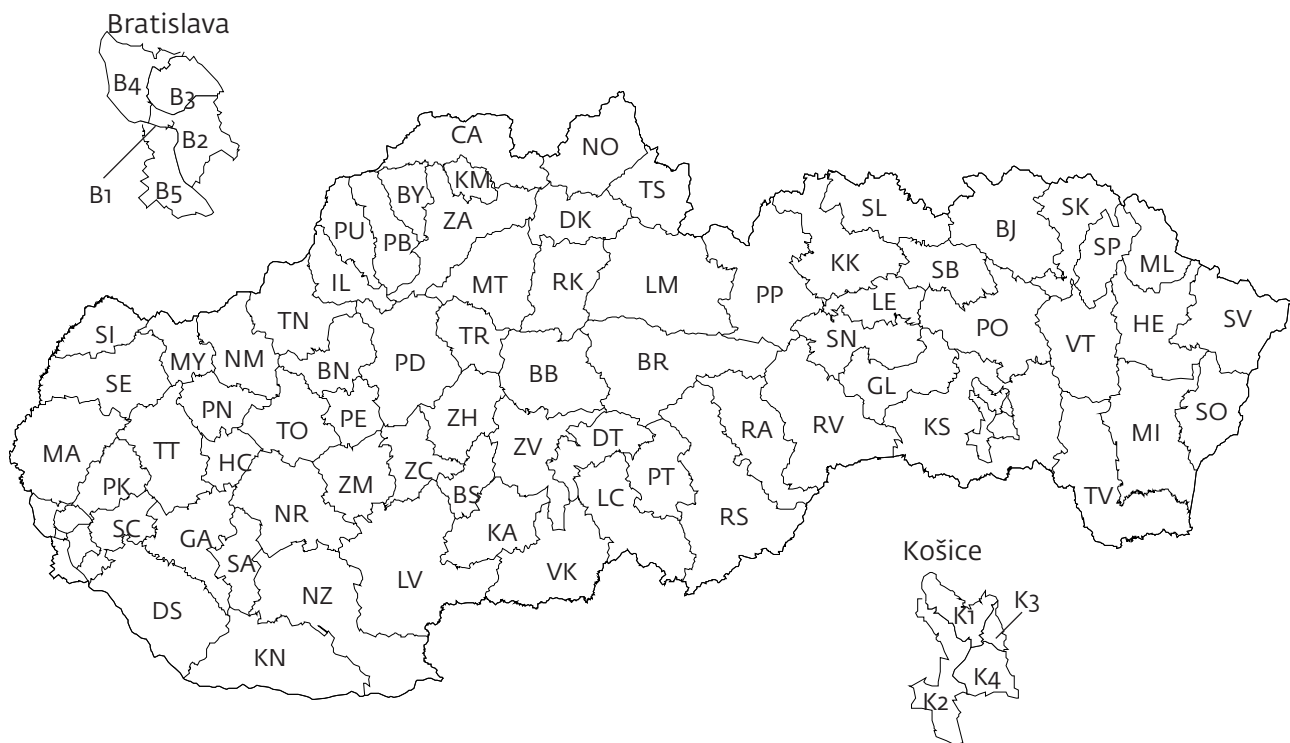 Bratislava
B4
B3
B2
B1
B5
CA
NO
KM
TS
BY
SL
SK
ZA
DK
PU
PB
BJ
SP
KK
SB
ML
IL
MT
RK
LM
PP
LE
SV
TN
PO
HE
SI
TR
SN
VT
MY
NM
BN
PD
BB
BR
SE
GL
PN
PE
ZH
SO
TO
DT
RA
RV
KS
MI
TT
ZV
MA
HC
ZC
PT
PK
ZM
BS
LC
TV
SC
NR
RS
GA
KA
SA
VK
LV
DS
NZ
KN
Košice
K3
K1
K4
K2